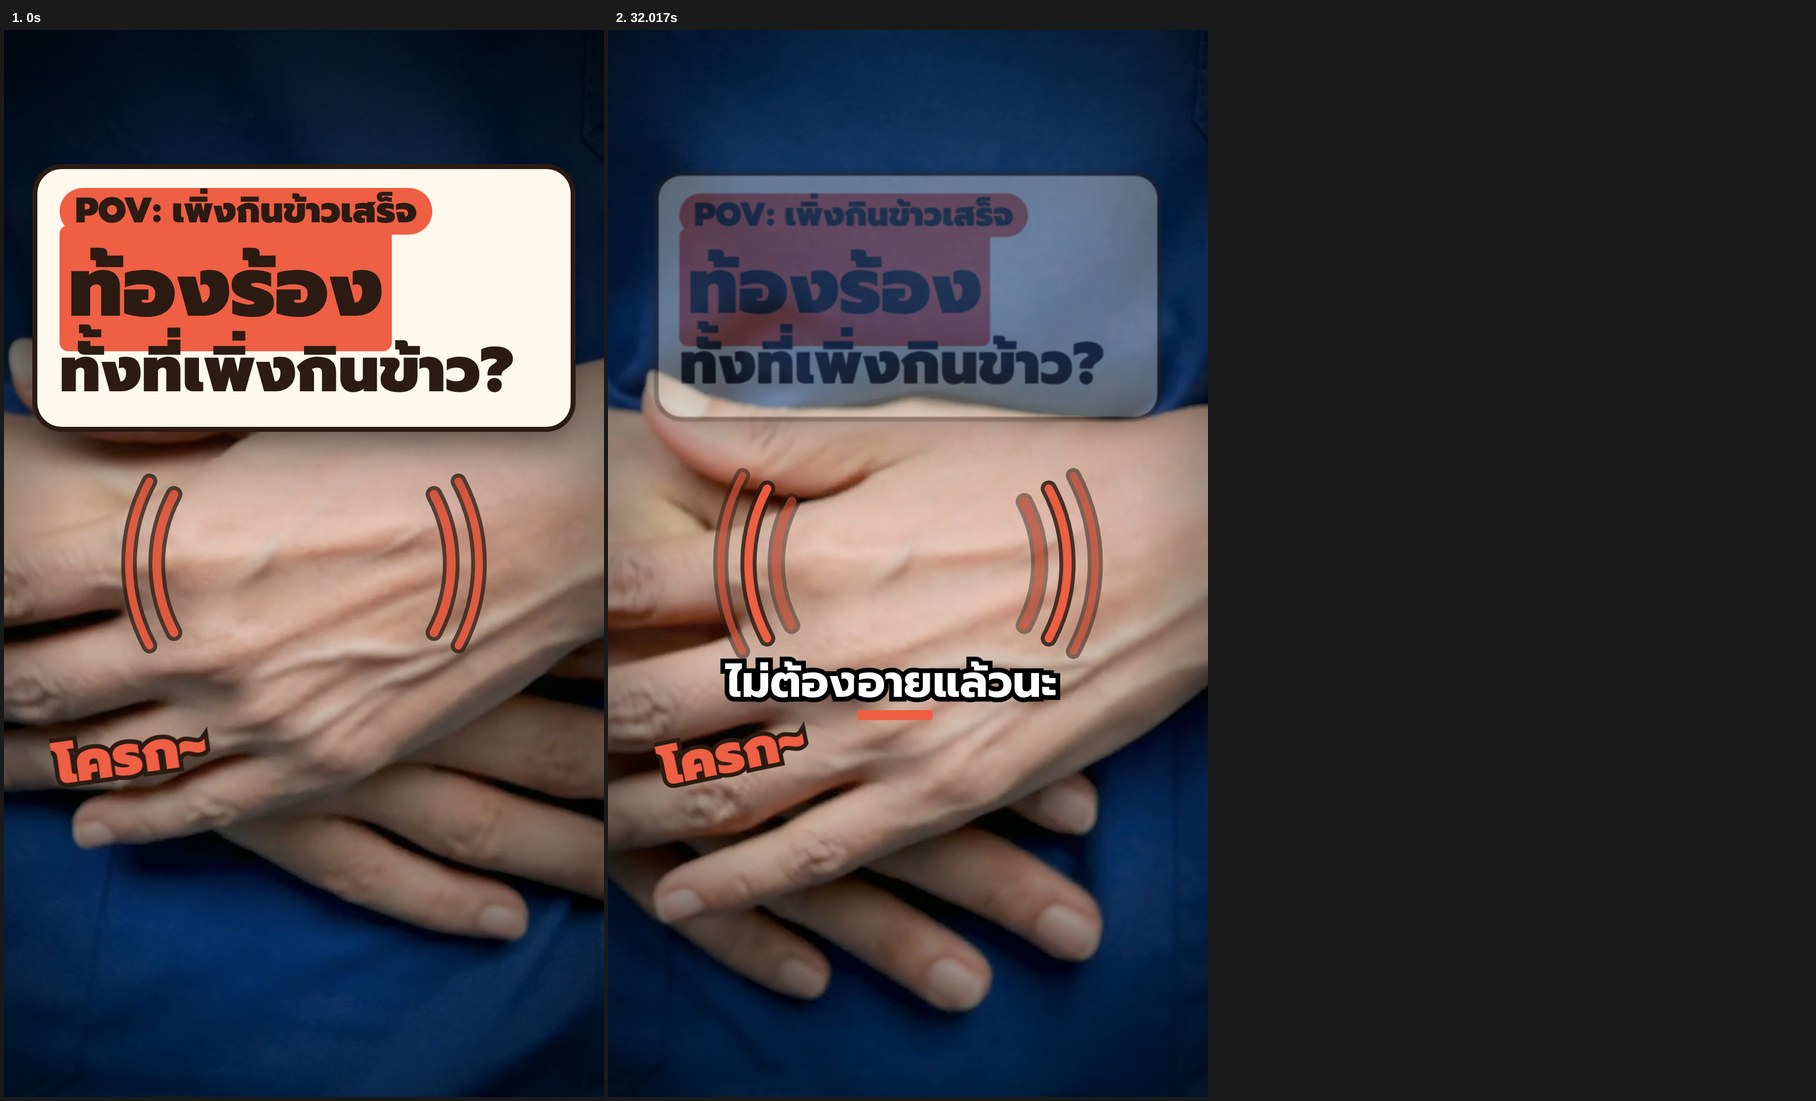 1. 0s
POV: เพิ่งกินข้าวเสร็จ
ท้องร้อง
ทั้งที่เพิ่งกินข้าว?
โครก~
2. 32.017s
POV: เพิ่งกินข้าวเสร็จ
ท้องร้อง
ทั้งที่เพิ่งกินข้าว?
ไม่ต้องอายแล้วนะ
โครก~